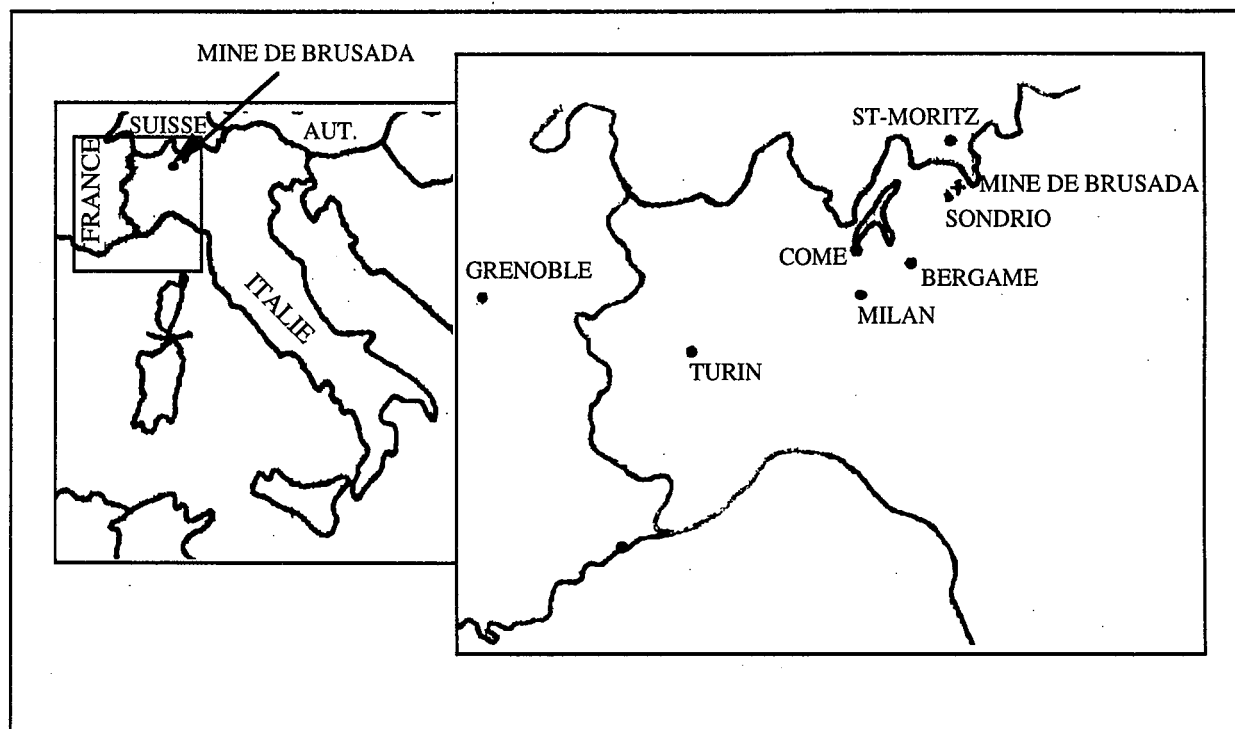 MINE DE BRUSADA
SUISSE
AUT.
FRANCE
ITALIE
ST-MORITZ
MINE DE BRUSADA
SONDRIO
COME
BERGAME
GRENOBLE
MILAN
TURIN